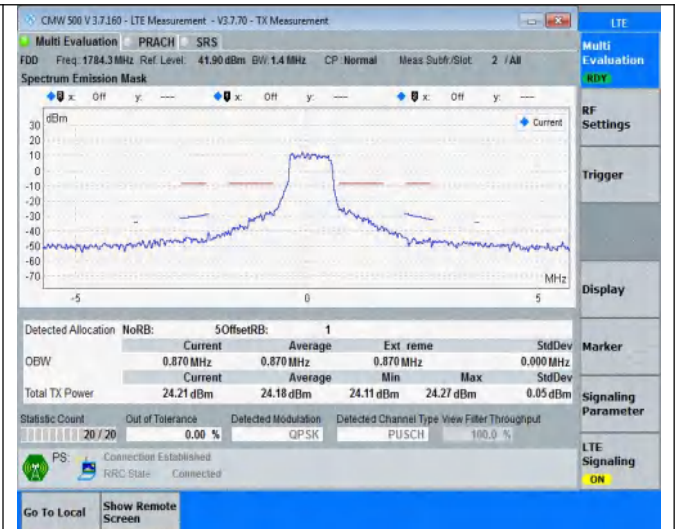 CMW 500 V 3.7.160 - LTE Measurement - V3.7.70 - TX Measurement
LTE
Multi Evaluation PRACH SRS
FDD Freq: 1784.3 MHz Ref. Level: 41.90 dBm BW: 1.4 MHz CP: Normal Meas Subfr./Slot: 2 / All
Spectrum Emission Mask
x: Off y: --- x: Off y: --- x: Off y: ---
dBm
Current
30
20
10
0
-10
-20
-30
-40
-50
-60
-70
MHz
-5 0 5
Detected Allocation NoRB: 5 OffsetRB: 1
Current Average Ext reme StdDev
OBW 0.870 MHz 0.870 MHz 0.870 MHz 0.000 MHz
Current Average Min Max StdDev
Total TX Power 24.21 dBm 24.18 dBm 24.11 dBm 24.27 dBm 0.05 dBm
Statistic Count Out of Tolerance Detected Modulation Detected Channel Type View Filter Throughput
20 / 20 0.00 % QPSK PUSCH 100.0 %
PS: Connection Established
RRC State Connected
Multi
Evaluation
RDY
RF
Settings
Trigger
Display
Marker
Signaling
Parameter
LTE
Signaling
ON
Go To Local
Show Remote
Screen